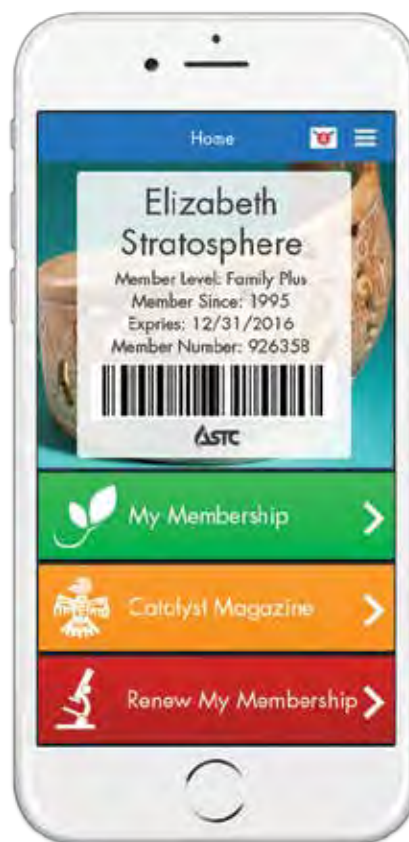 Home
Elizabeth
Stratosphere
Member Level: Family Plus
Member Since: 1995
Expries: 12/31/2016
Member Number: 926358
ASTC
My Membership
Catalyst Magazine
Renew My Membership